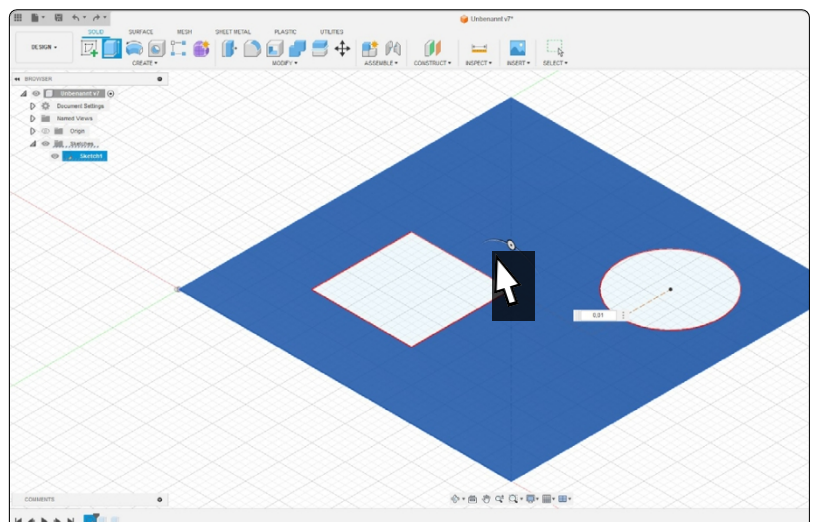 Unbenannt v7*
SOLID SURFACE MESH SHEET METAL PLASTIC UTILITIES
DESIGN
CREATE MODIFY ASSEMBLE CONSTRUCT INSPECT INSERT SELECT
BROWSER
Unbenannt v7
Document Settings
Named Views
Origin
Sketches
Sketch1
0,01
COMMENTS